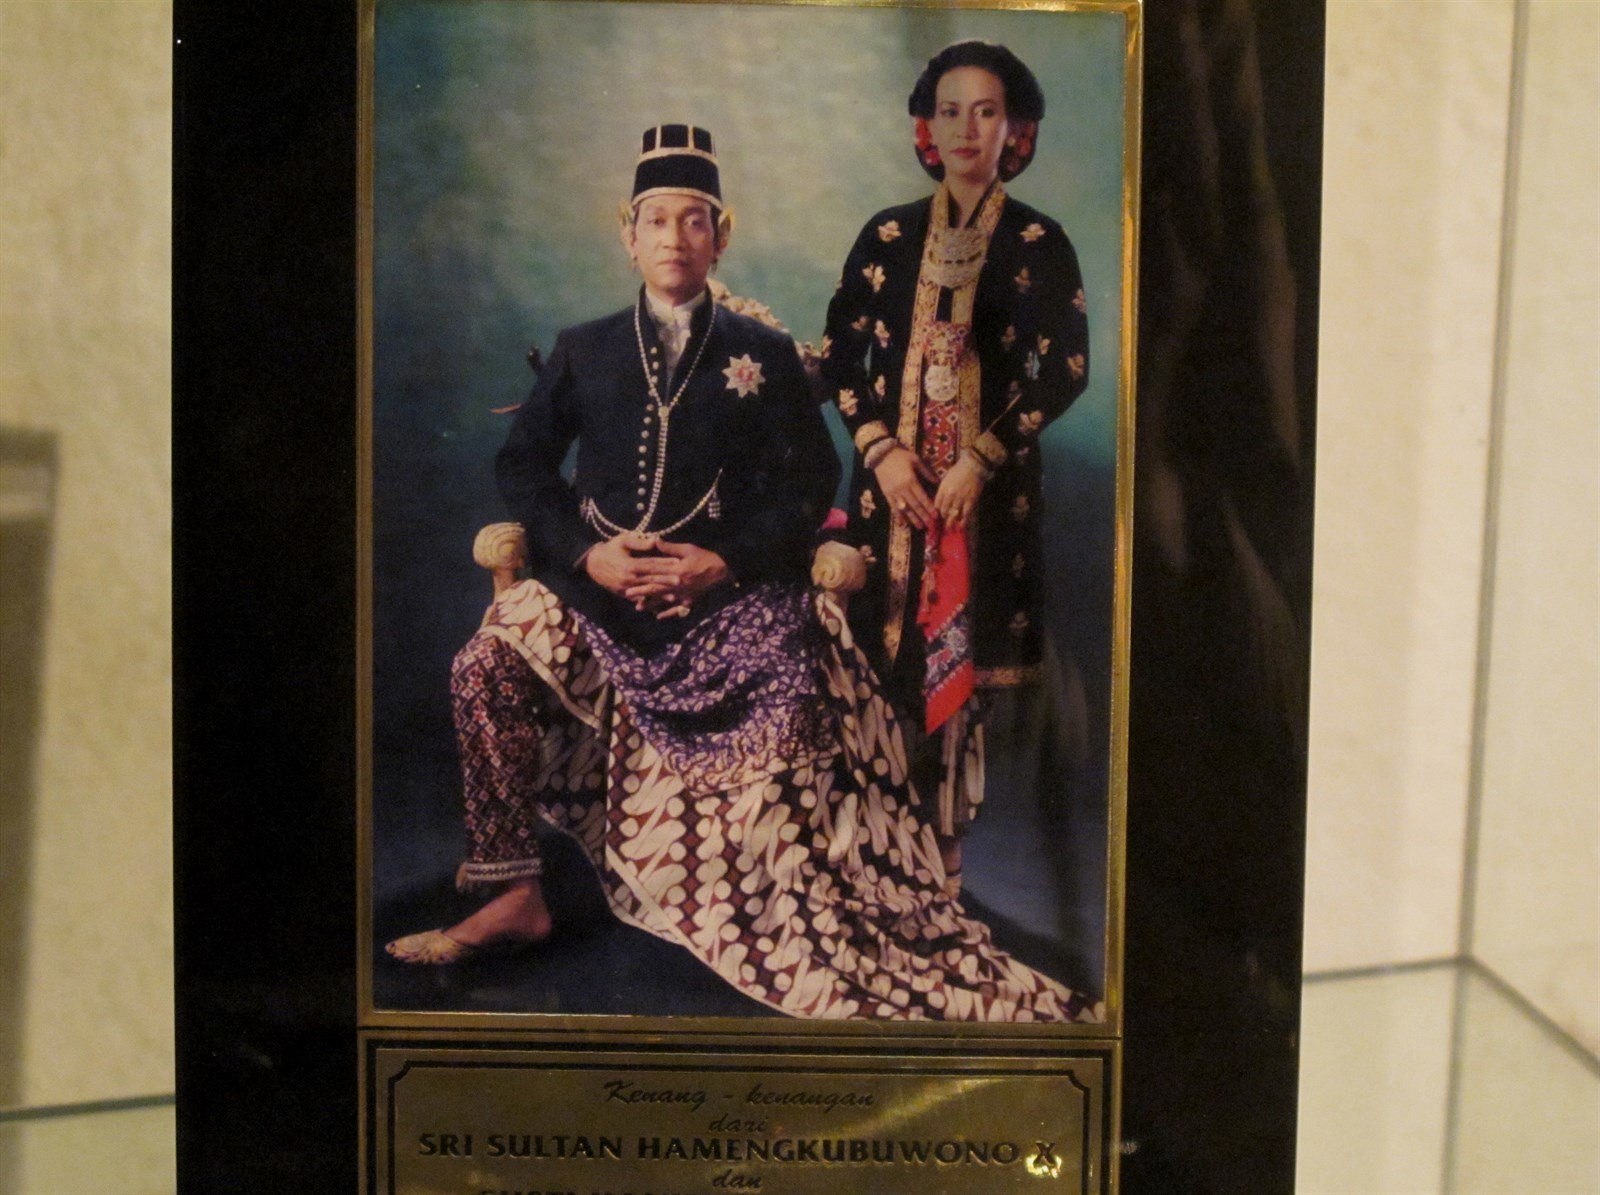 Kenang - kenangan
dari
SRI SULTAN HAMENGKUBUWONO X
dan